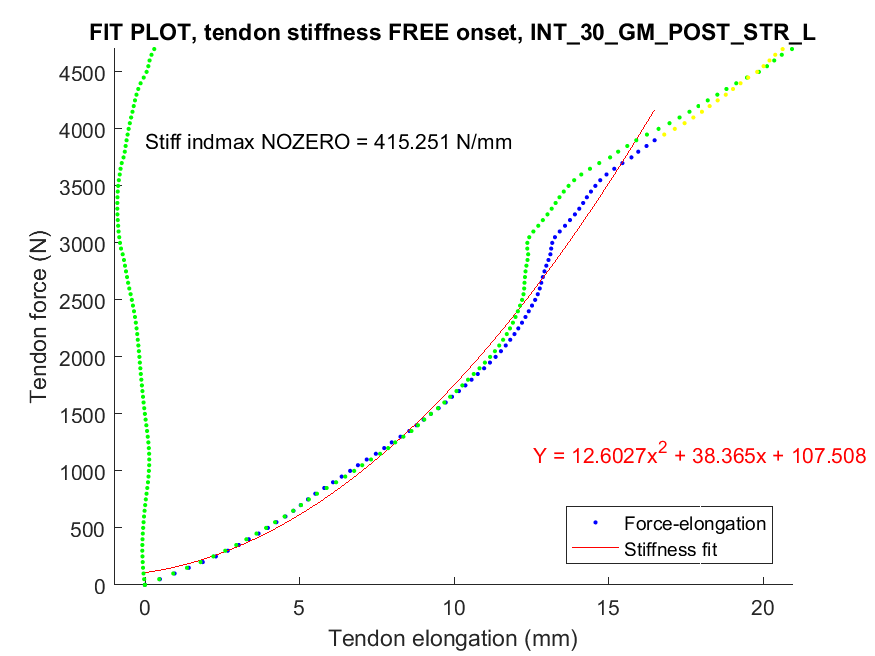 FIT PLOT, tendon stiffness FREE onset, INT_30_GM_POST_STR_L
4500
4000
3500
3000
2500
2000
1500
1000
500
0
Tendon force (N)
Stiff indmax NOZERO = 415.251 N/mm
Y = 12.6027x² + 38.365x + 107.508
Force-elongation
Stiffness fit
0 5 10 15 20
Tendon elongation (mm)